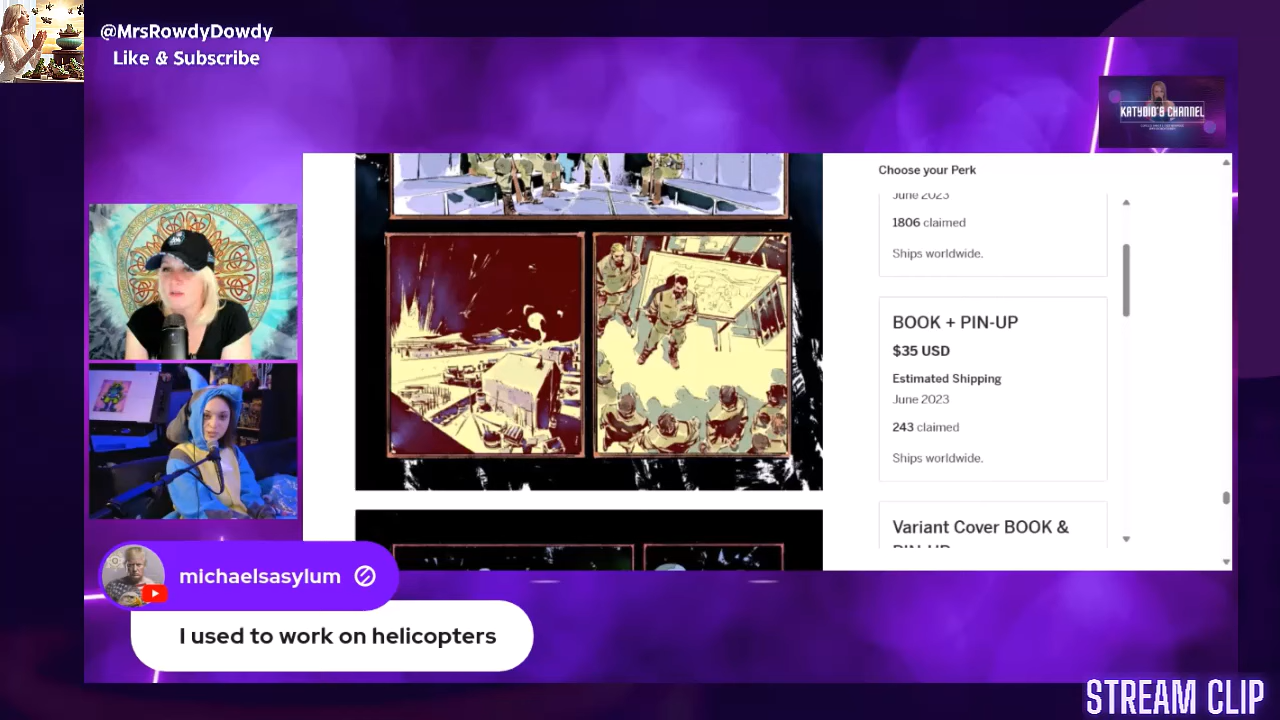 @MrsRowdyDowdy
Like & Subscribe
KATYDID'S CHANNEL
Choose your Perk
June 2023
1806 claimed
Ships worldwide.
BOOK + PIN-UP
$35 USD
Estimated Shipping
June 2023
243 claimed
Ships worldwide.
Variant Cover BOOK &
PIN-UP
michaelsasylum
I used to work on helicopters
STREAM CLIP